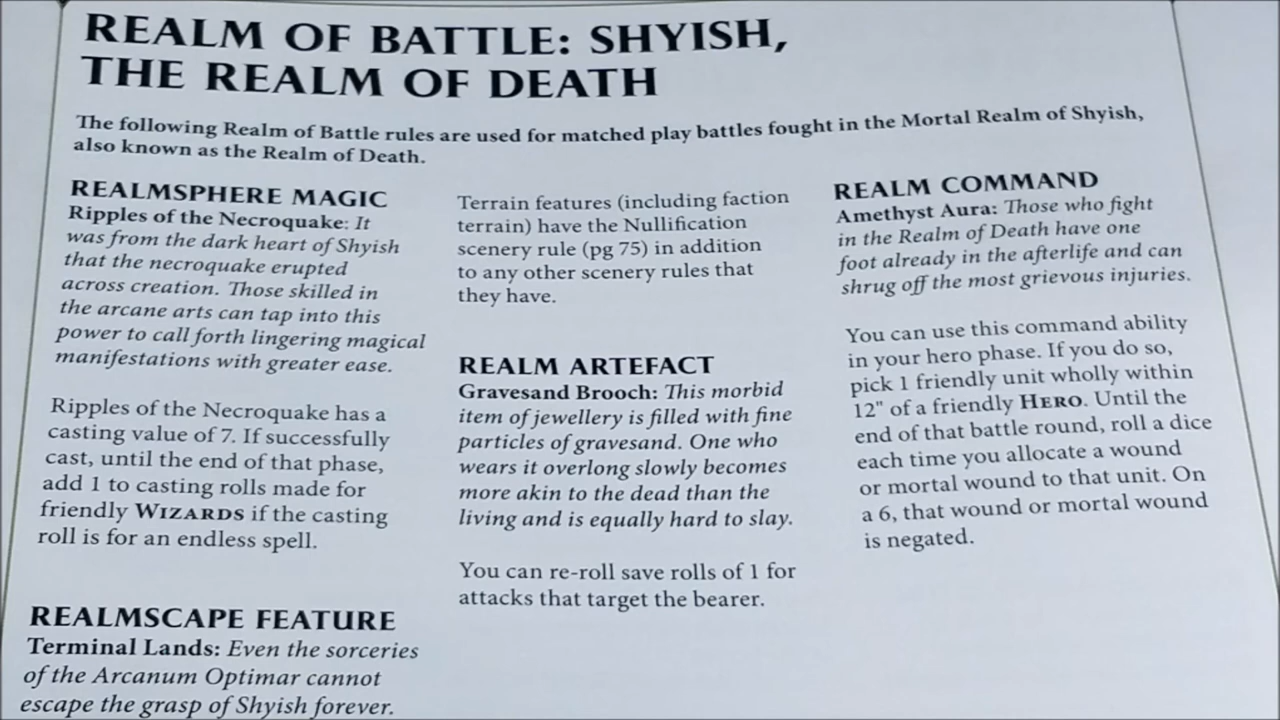 REALM OF BATTLE: SHYISH,
THE REALM OF DEATH
The following Realm of Battle rules are used for matched play battles fought in the Mortal Realm of Shyish,
also known as the Realm of Death.
REALMSPHERE MAGIC
Ripples of the Necroquake: It
was from the dark heart of Shyish
that the necroquake erupted
across creation. Those skilled in
the arcane arts can tap into this
power to call forth lingering magical
manifestations with greater ease.
Ripples of the Necroquake has a
casting value of 7. If successfully
cast, until the end of that phase,
add 1 to casting rolls made for
friendly WIZARDS if the casting
roll is for an endless spell.
REALMSCAPE FEATURE
Terminal Lands: Even the sorceries
of the Arcanum Optimar cannot
escape the grasp of Shyish forever.
Terrain features (including faction
terrain) have the Nullification
scenery rule (pg 75) in addition
to any other scenery rules that
they have.
REALM ARTEFACT
Gravesand Brooch: This morbid
item of jewellery is filled with fine
particles of gravesand. One who
wears it overlong slowly becomes
more akin to the dead than the
living and is equally hard to slay.
You can re-roll save rolls of 1 for
attacks that target the bearer.
REALM COMMAND
Amethyst Aura: Those who fight
in the Realm of Death have one
foot already in the afterlife and can
shrug off the most grievous injuries.
You can use this command ability
in your hero phase. If you do so,
pick 1 friendly unit wholly within
12" of a friendly HERO. Until the
end of that battle round, roll a dice
each time you allocate a wound
or mortal wound to that unit. On
a 6, that wound or mortal wound
is negated.